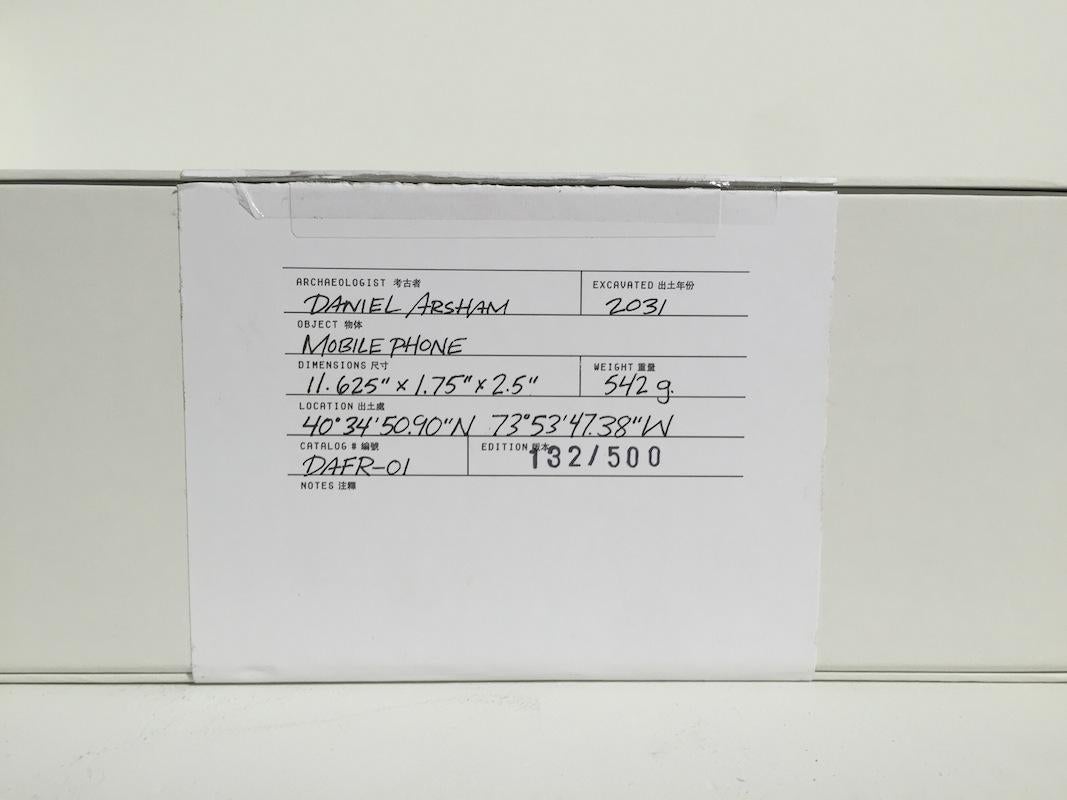 ARCHAEOLOGIST 考古者 EXCAVATED 出土年份
DANIEL ARSHAM 2031
OBJECT 物体
MOBILE PHONE
DIMENSIONS 尺寸 WEIGHT 重量
11.625" x 1.75" x 2.5" 542 g.
LOCATION 出土處
40°34'50.90"N 73°53'47.38"W
CATALOG # 編號 EDITION 版本
DAFR-01 132/500
NOTES 注釋